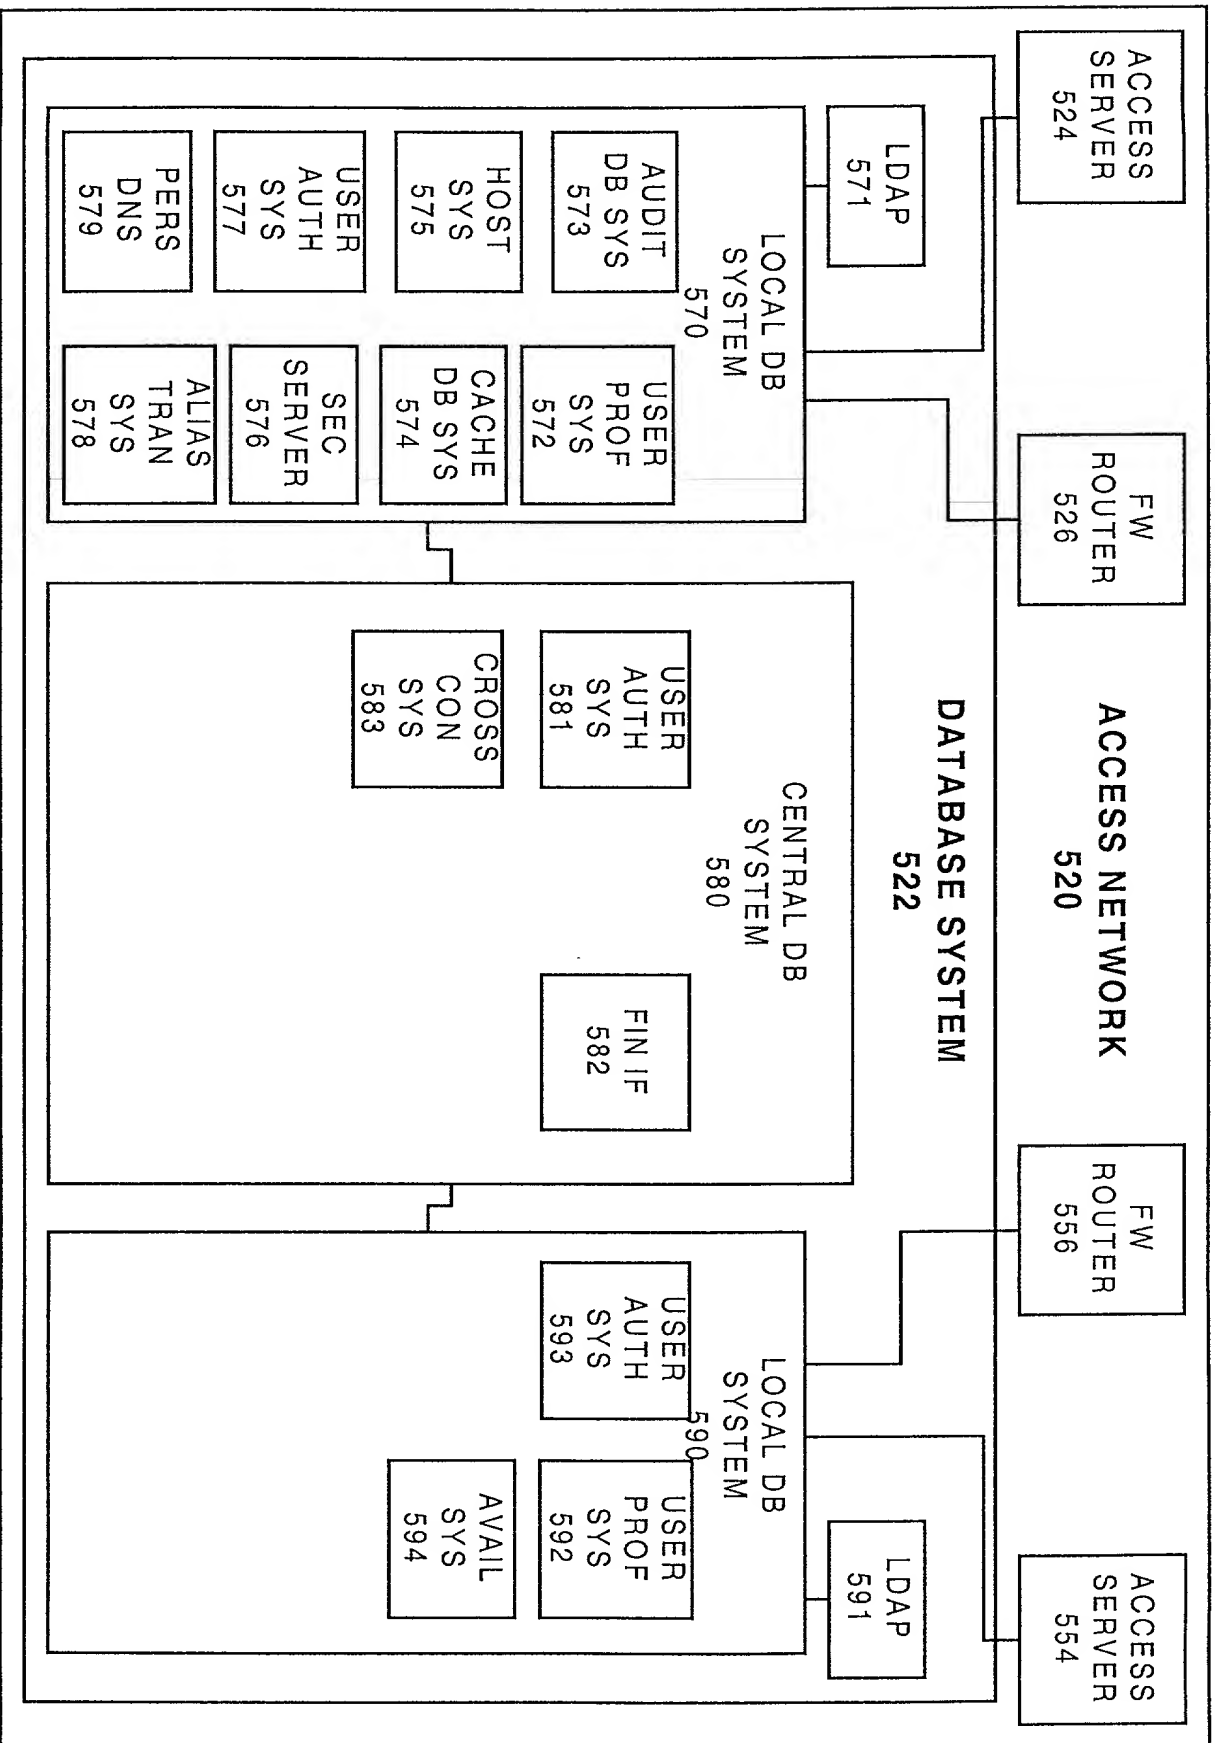 ACCESS
SERVER
524
FW
ROUTER
526
ACCESS NETWORK
520
FW
ROUTER
556
ACCESS
SERVER
554
DATABASE SYSTEM
522
LDAP
571
LOCAL DB
SYSTEM
570
AUDIT
DB SYS
573
USER
PROF
SYS
572
HOST
SYS
575
CACHE
DB SYS
574
USER
AUTH
SYS
577
SEC
SERVER
576
PERS
DNS
579
ALIAS
TRAN
SYS
578
CENTRAL DB
SYSTEM
580
USER
AUTH
SYS
581
FIN IF
582
CROSS
CON
SYS
583
LDAP
591
LOCAL DB
SYSTEM
590
USER
AUTH
SYS
593
USER
PROF
SYS
592
AVAIL
SYS
594